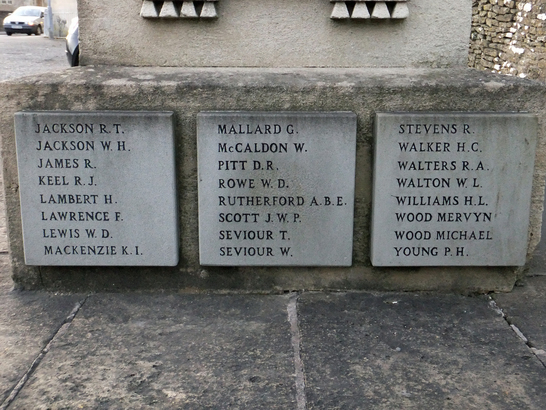 JACKSON R.T.
JACKSON W.H.
JAMES R.
KEEL R.J.
LAMBERT H.
LAWRENCE F.
LEWIS W.D.
MACKENZIE K.I.
MALLARD G.
McCALDON W.
PITT D.R.
ROWE W.D.
RUTHERFORD A.B.E.
SCOTT J.W.P.
SEVIOUR T.
SEVIOUR W.
STEVENS R.
WALKER H.C.
WALTERS R.A.
WALTON W.L.
WILLIAMS H.L.
WOOD MERVYN
WOOD MICHAEL
YOUNG P.H.